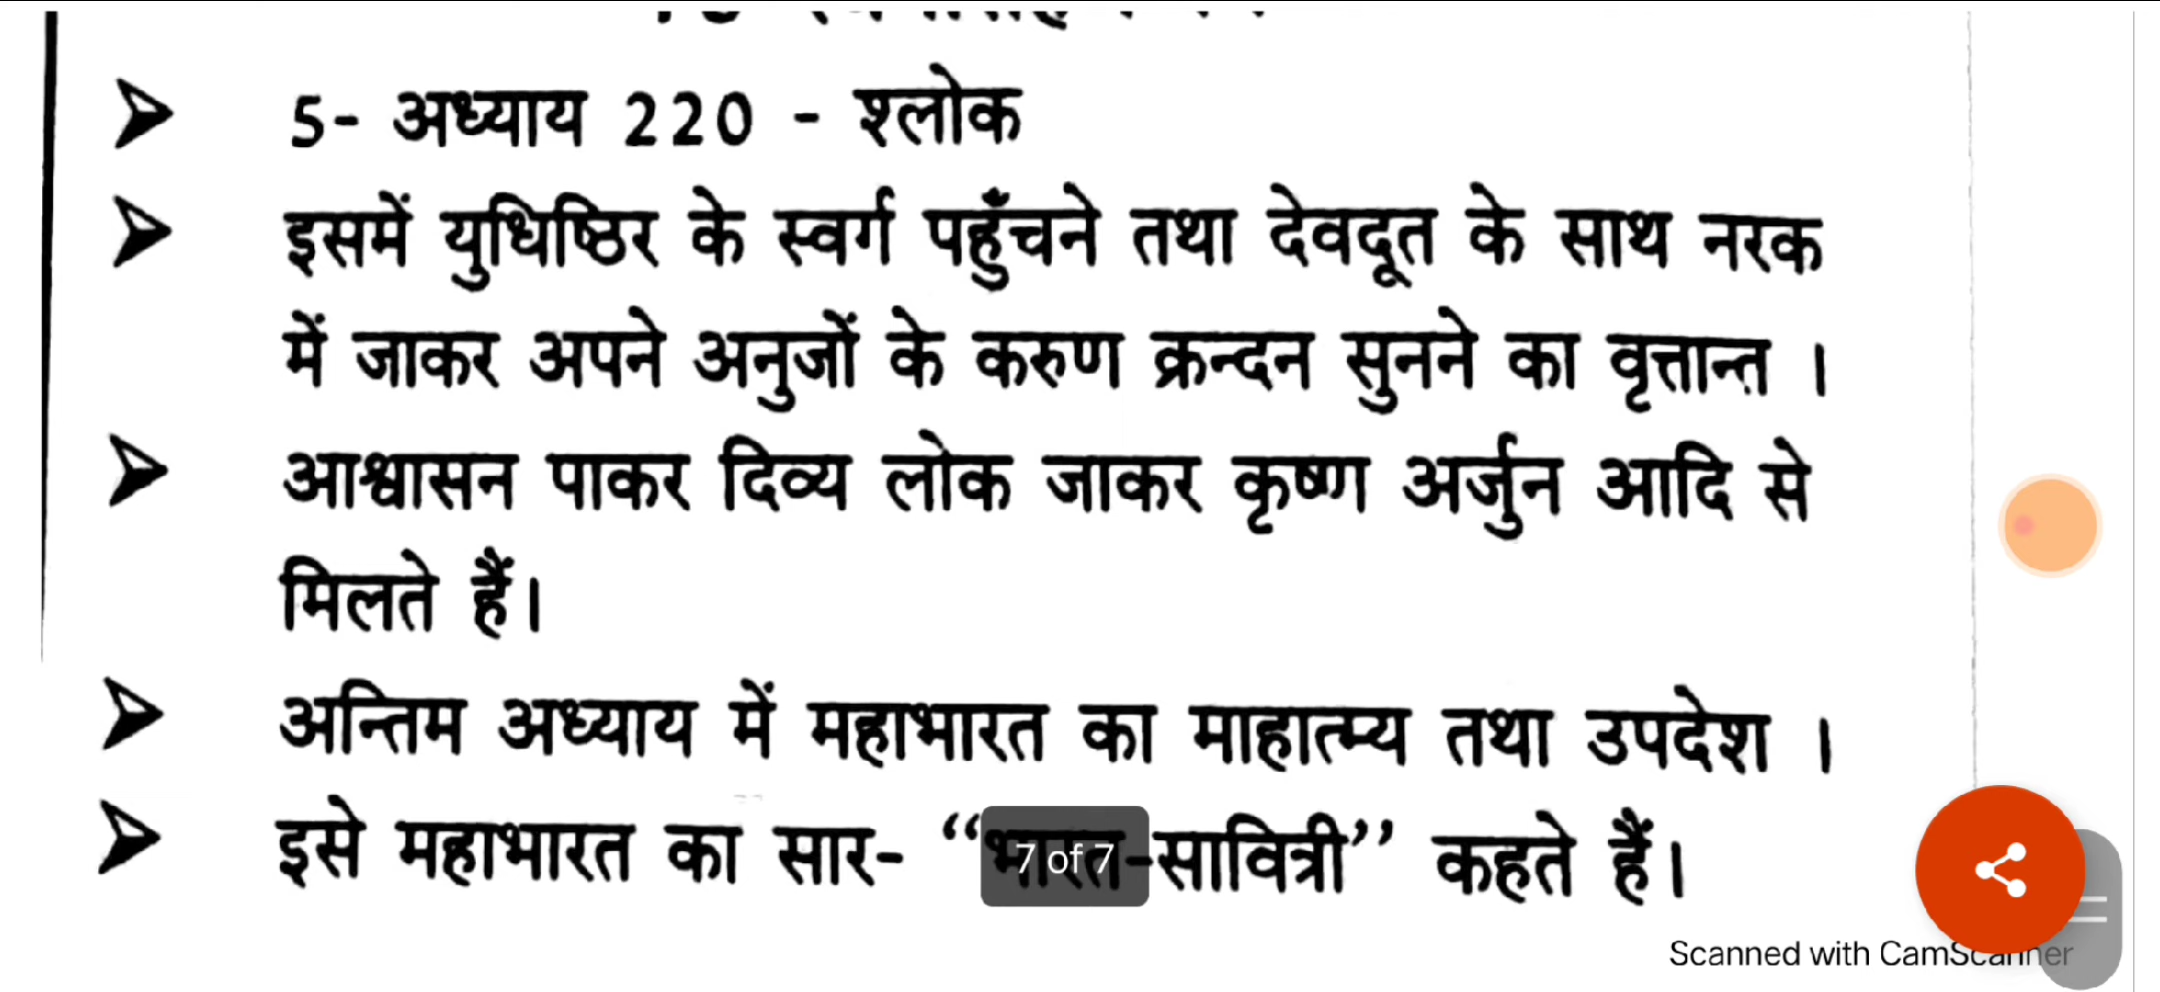 5- अध्याय 220 - श्लोक
इसमें युधिष्ठिर के स्वर्ग पहुँचने तथा देवदूत के साथ नरक
में जाकर अपने अनुजों के करुण क्रन्दन सुनने का वृत्तान्त ।
आश्वासन पाकर दिव्य लोक जाकर कृष्ण अर्जुन आदि से
मिलते हैं।
अन्तिम अध्याय में महाभारत का माहात्म्य तथा उपदेश ।
इसे महाभारत का सार- “भारत-सावित्री” कहते हैं।
7 of 7
Scanned with CamScanner